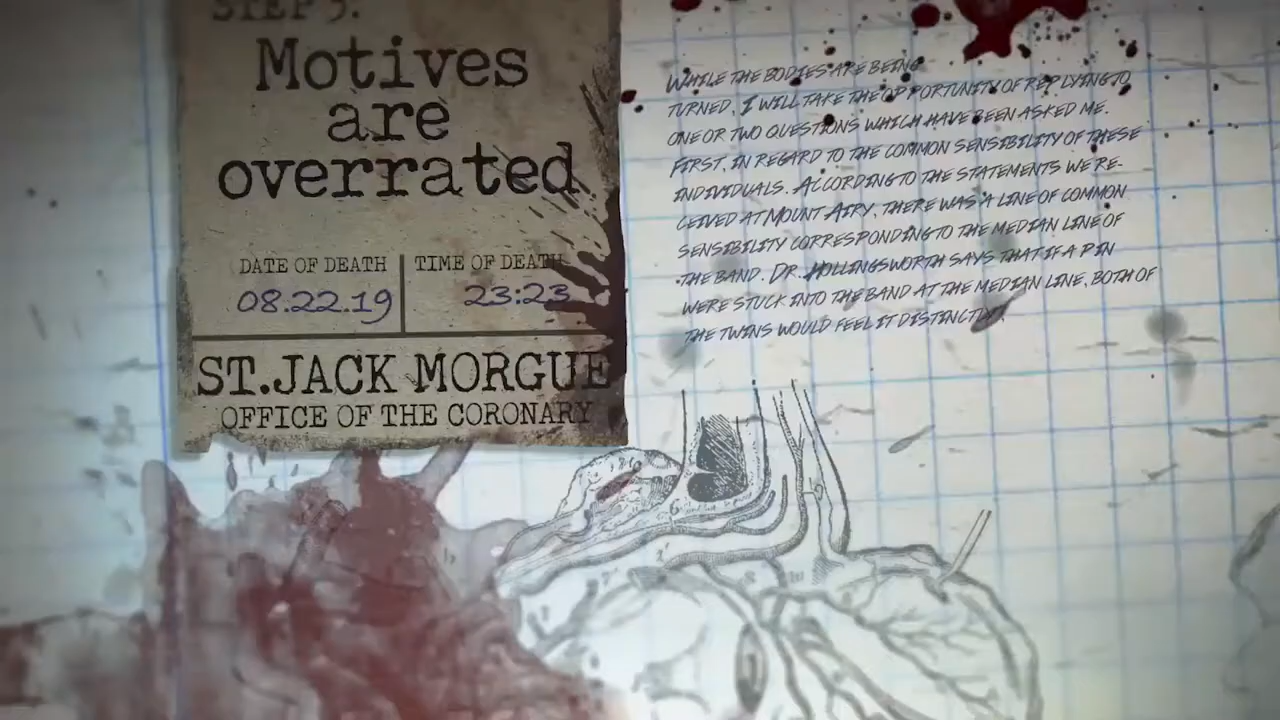 STEP 5:
Motives
are
overrated
DATE OF DEATH
08.22.19
TIME OF DEATH
23:23
ST.JACK MORGUE
OFFICE OF THE CORONARY
WHILE THE BODIES ARE BEING
TURNED, I WILL TAKE THE OPPORTUNITY OF REPLYING TO
ONE OR TWO QUESTIONS WHICH HAVE BEEN ASKED ME.
FIRST, IN REGARD TO THE COMMON SENSIBILITY OF THESE
INDIVIDUALS. ACCORDING TO THE STATEMENTS WE RE-
CEIVED AT MOUNT AIRY, THERE WAS A LINE OF COMMON
SENSIBILITY CORRESPONDING TO THE MEDIAN LINE OF
THE BAND. DR. HOLLINGSWORTH SAYS THAT IF A PIN
WERE STUCK INTO THE BAND AT THE MEDIAN LINE, BOTH OF
THE TWINS WOULD FEEL IT DISTINCTLY.
6